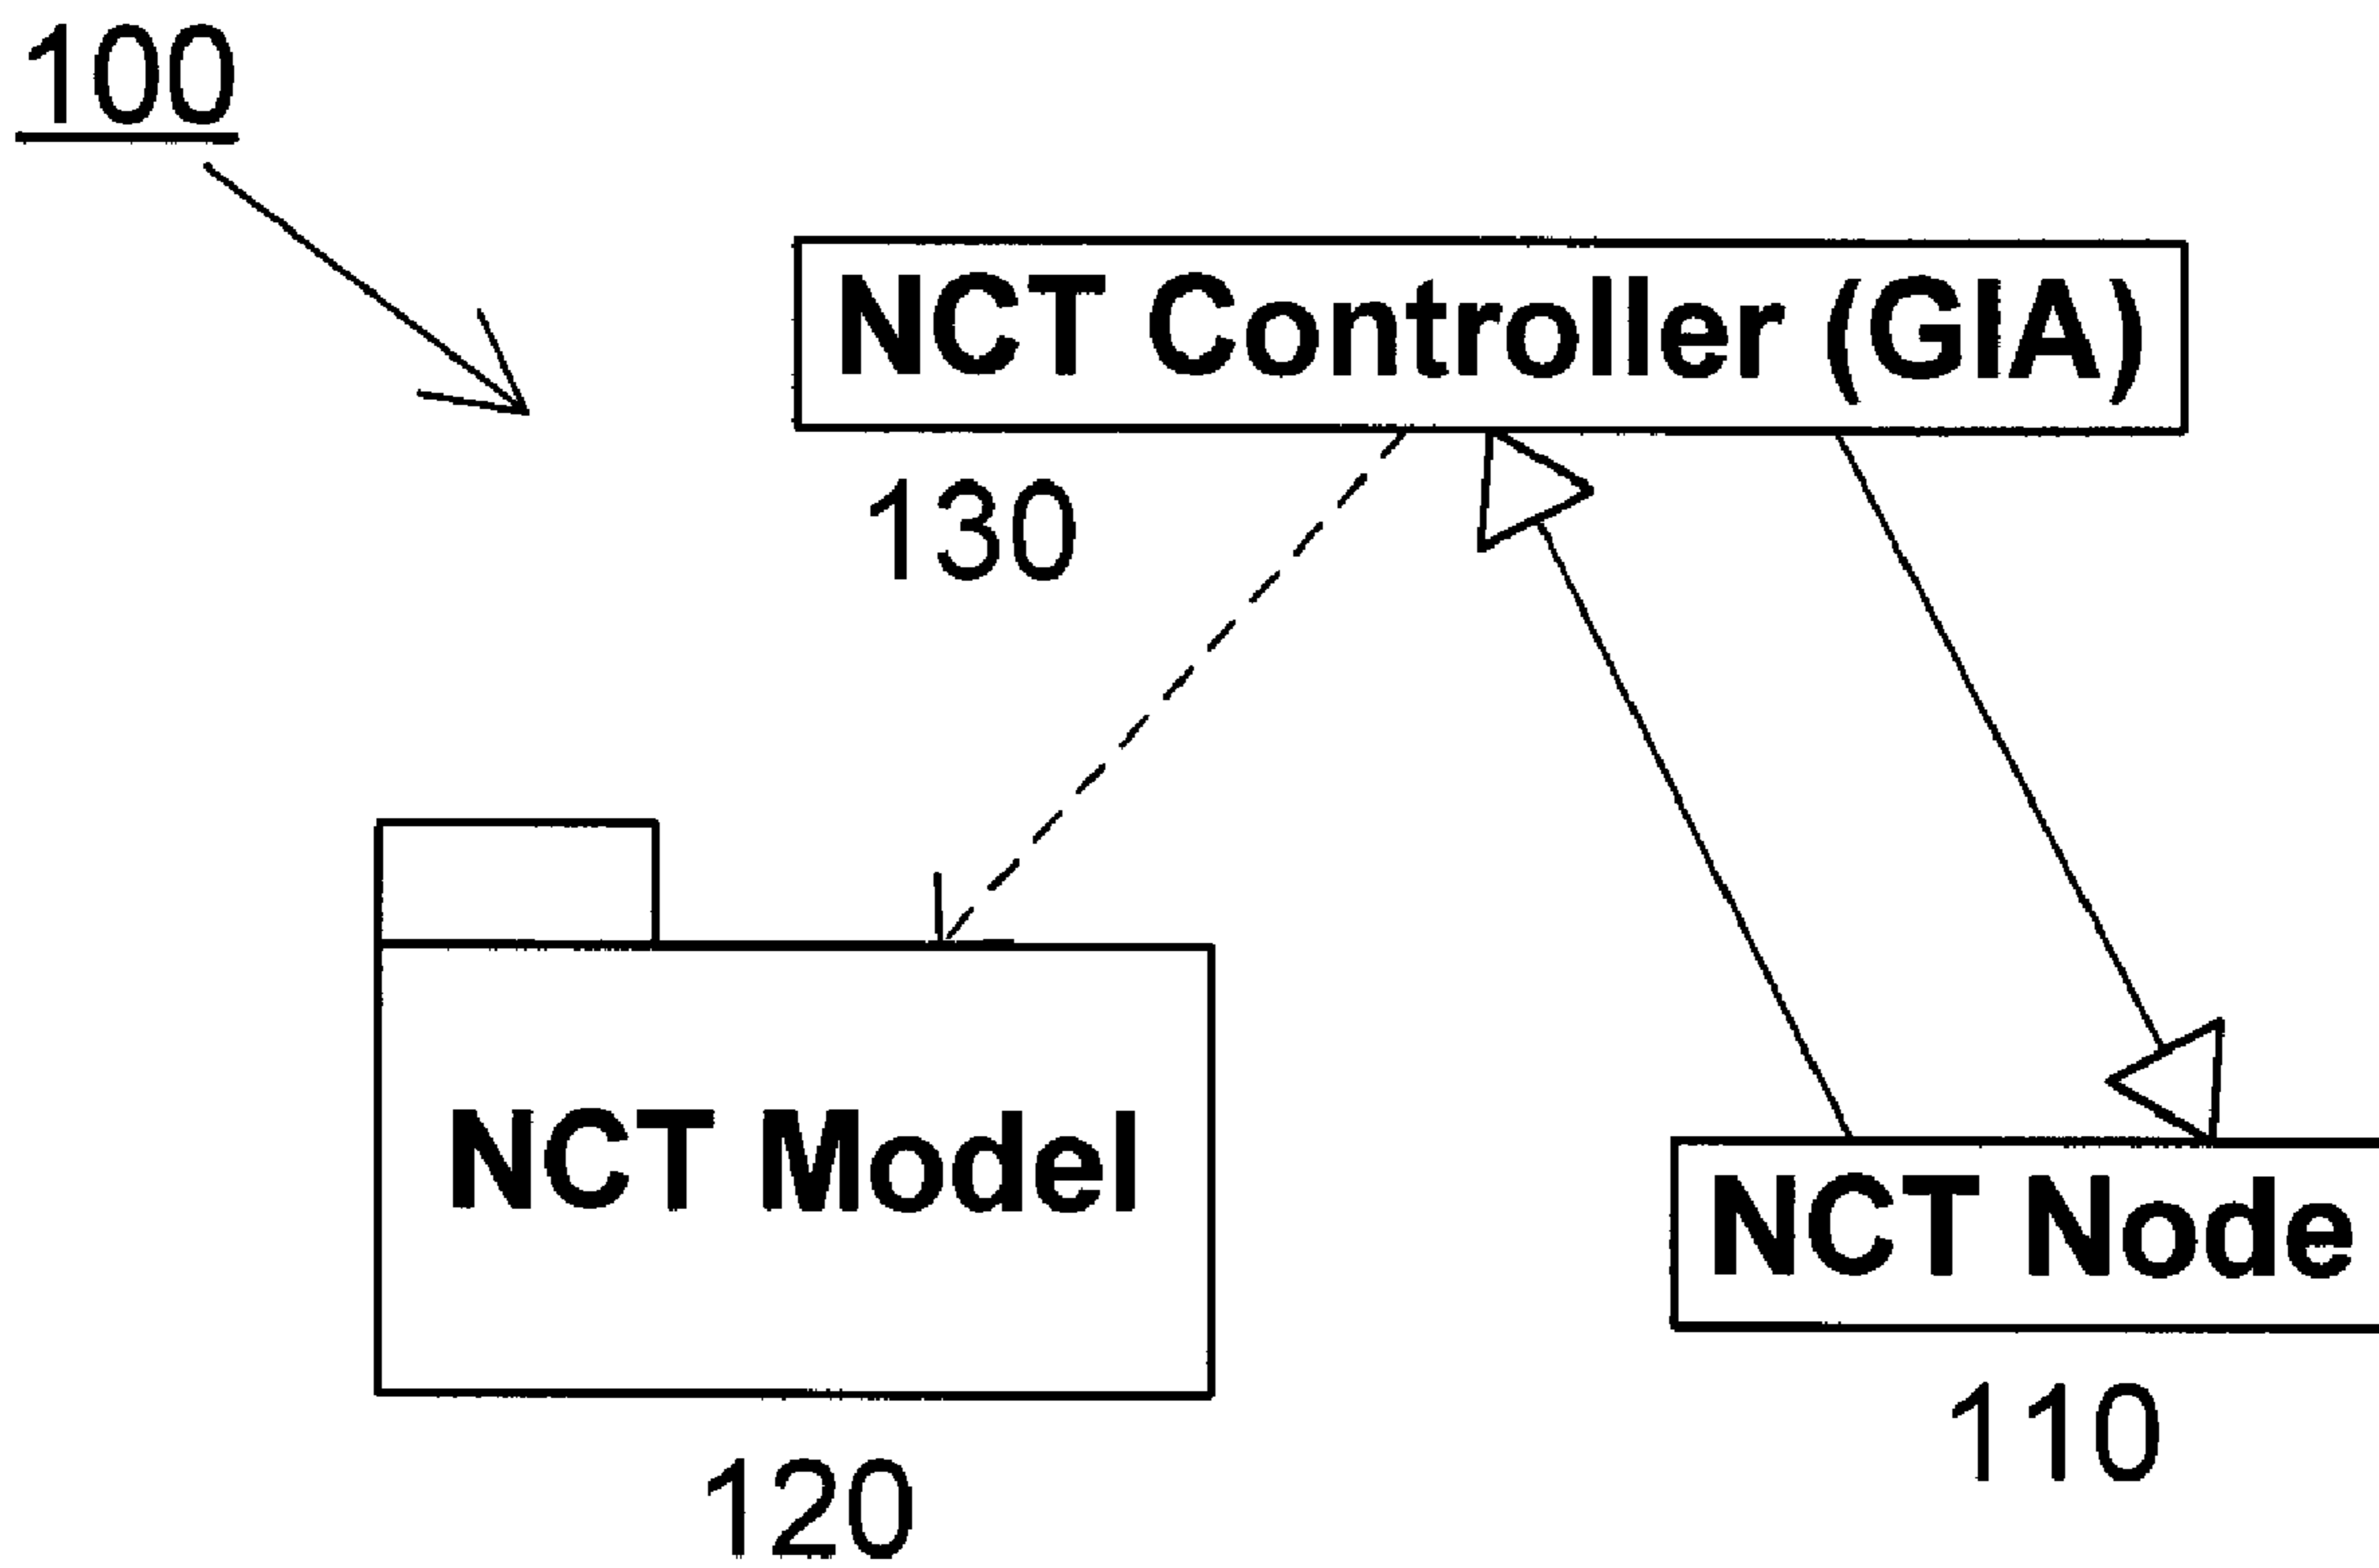 100
NCT Controller (GIA)
130
NCT Model
NCT Node
110
120